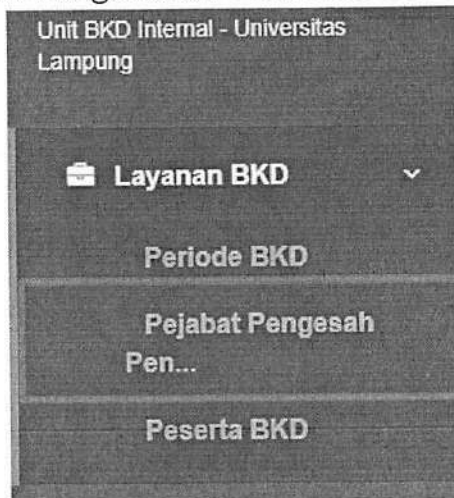 Unit BKD Internal - Universitas
Lampung
Layanan BKD
Periode BKD
Pejabat Pengesah
Pen...
Peserta BKD